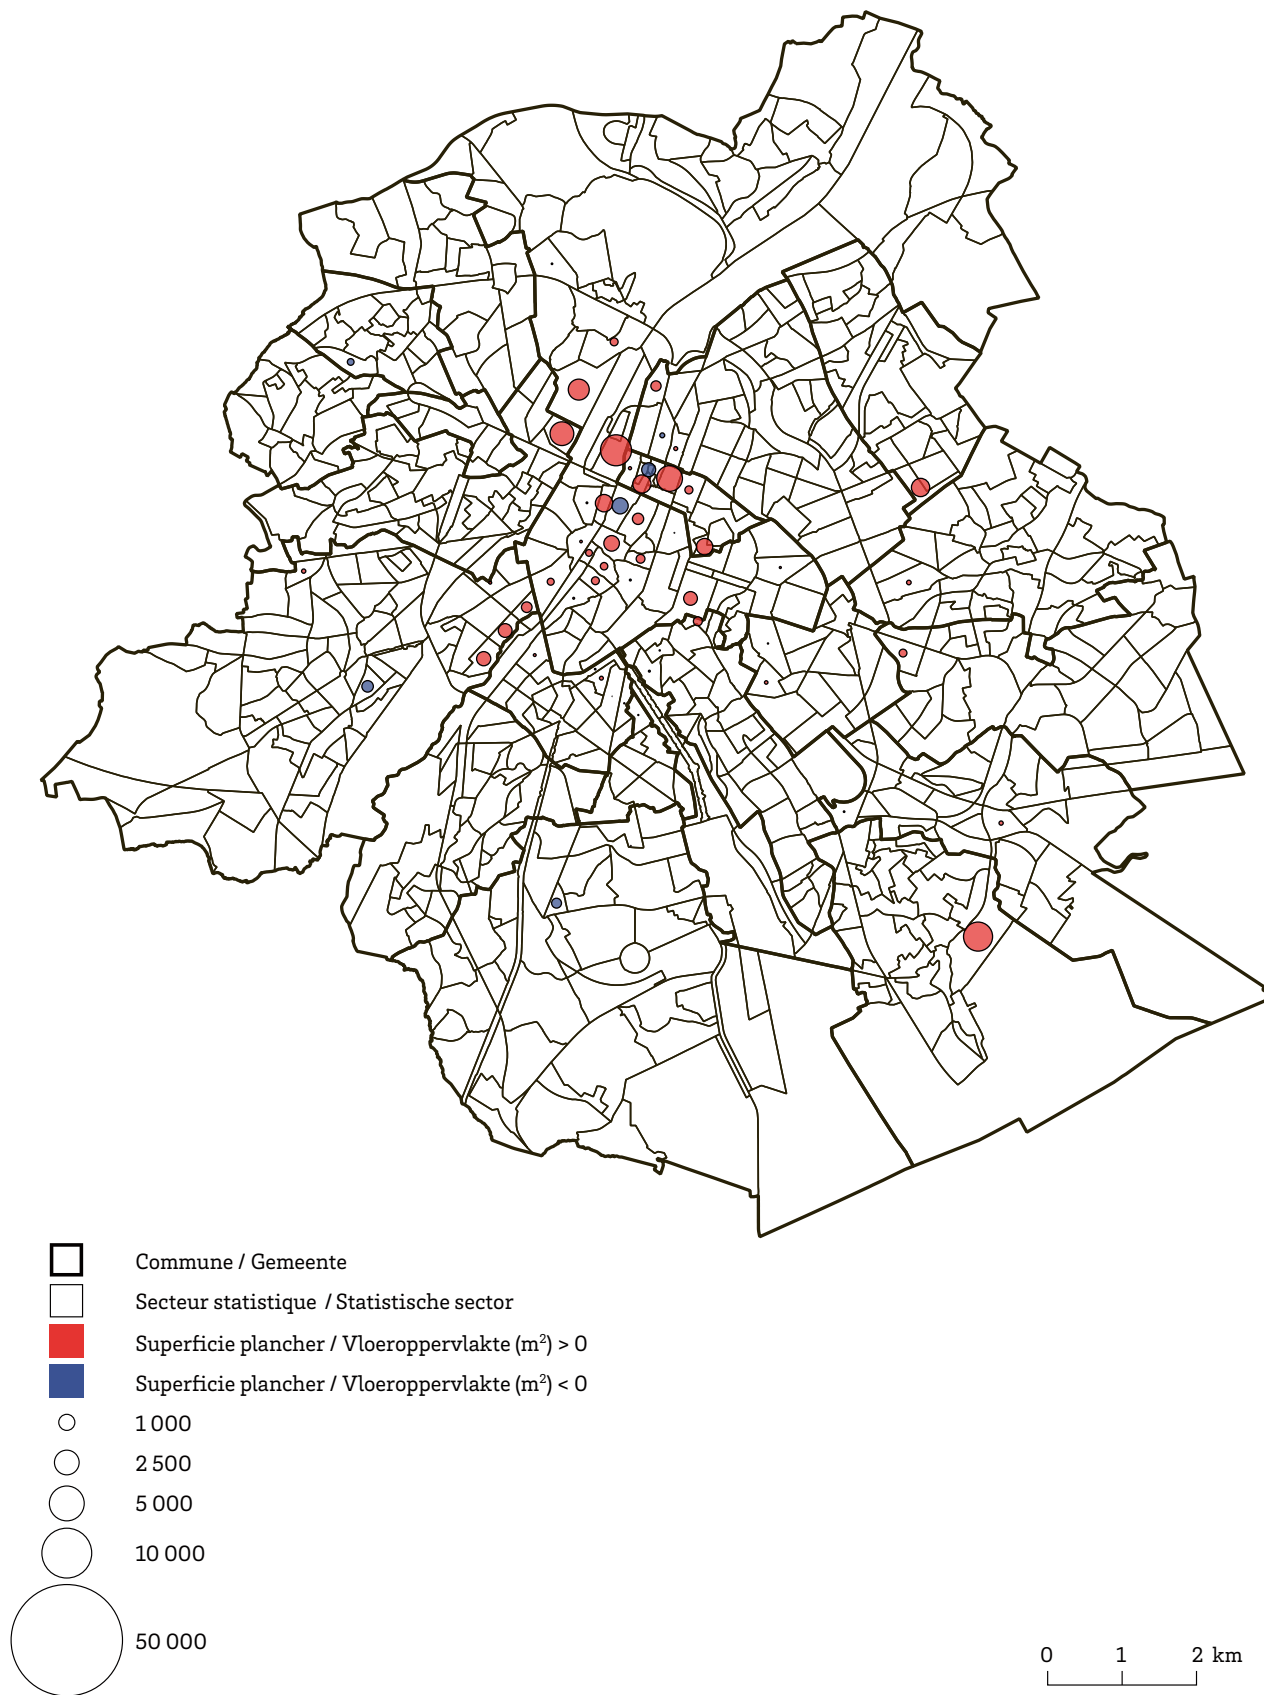 Commune / Gemeente
Secteur statistique / Statistische sector
Superficie plancher / Vloeroppervlakte (m²) > 0
Superficie plancher / Vloeroppervlakte (m²) < 0
1 000
2 500
5 000
10 000
50 000
0 1 2 km